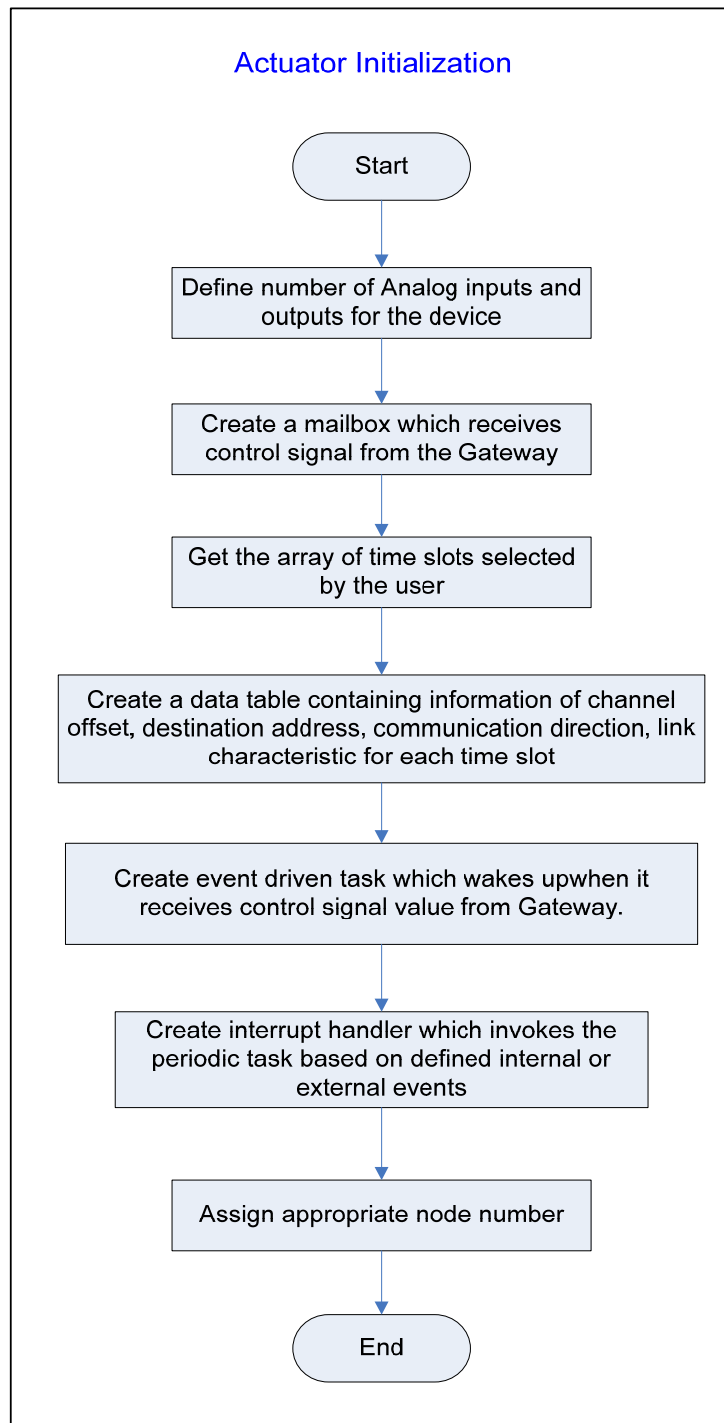 Actuator Initialization
Start
Define number of Analog inputs and
outputs for the device
Create a mailbox which receives
control signal from the Gateway
Get the array of time slots selected
by the user
Create a data table containing information of channel
offset, destination address, communication direction, link
characteristic for each time slot
Create event driven task which wakes upwhen it
receives control signal value from Gateway.
Create interrupt handler which invokes the
periodic task based on defined internal or
external events
Assign appropriate node number
End